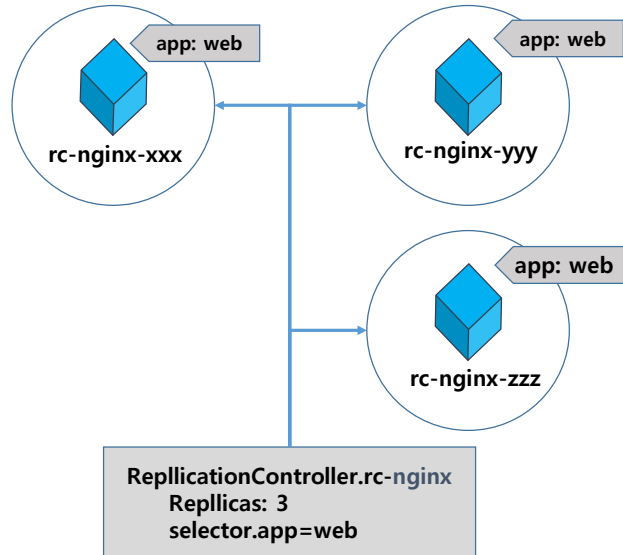 app: web
rc-nginx-xxx
app: web
rc-nginx-yyy
app: web
rc-nginx-zzz
RepllicationController.rc-nginx
Repllicas: 3
selector.app=web